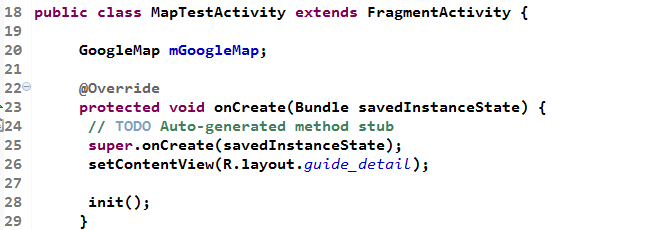 18 public class MapTestActivity extends FragmentActivity {
19
20 GoogleMap mGoogleMap;
21
22 @Override
23 protected void onCreate(Bundle savedInstanceState) {
24 // TODO Auto-generated method stub
25 super.onCreate(savedInstanceState);
26 setContentView(R.layout.guide_detail);
27
28 init();
29 }